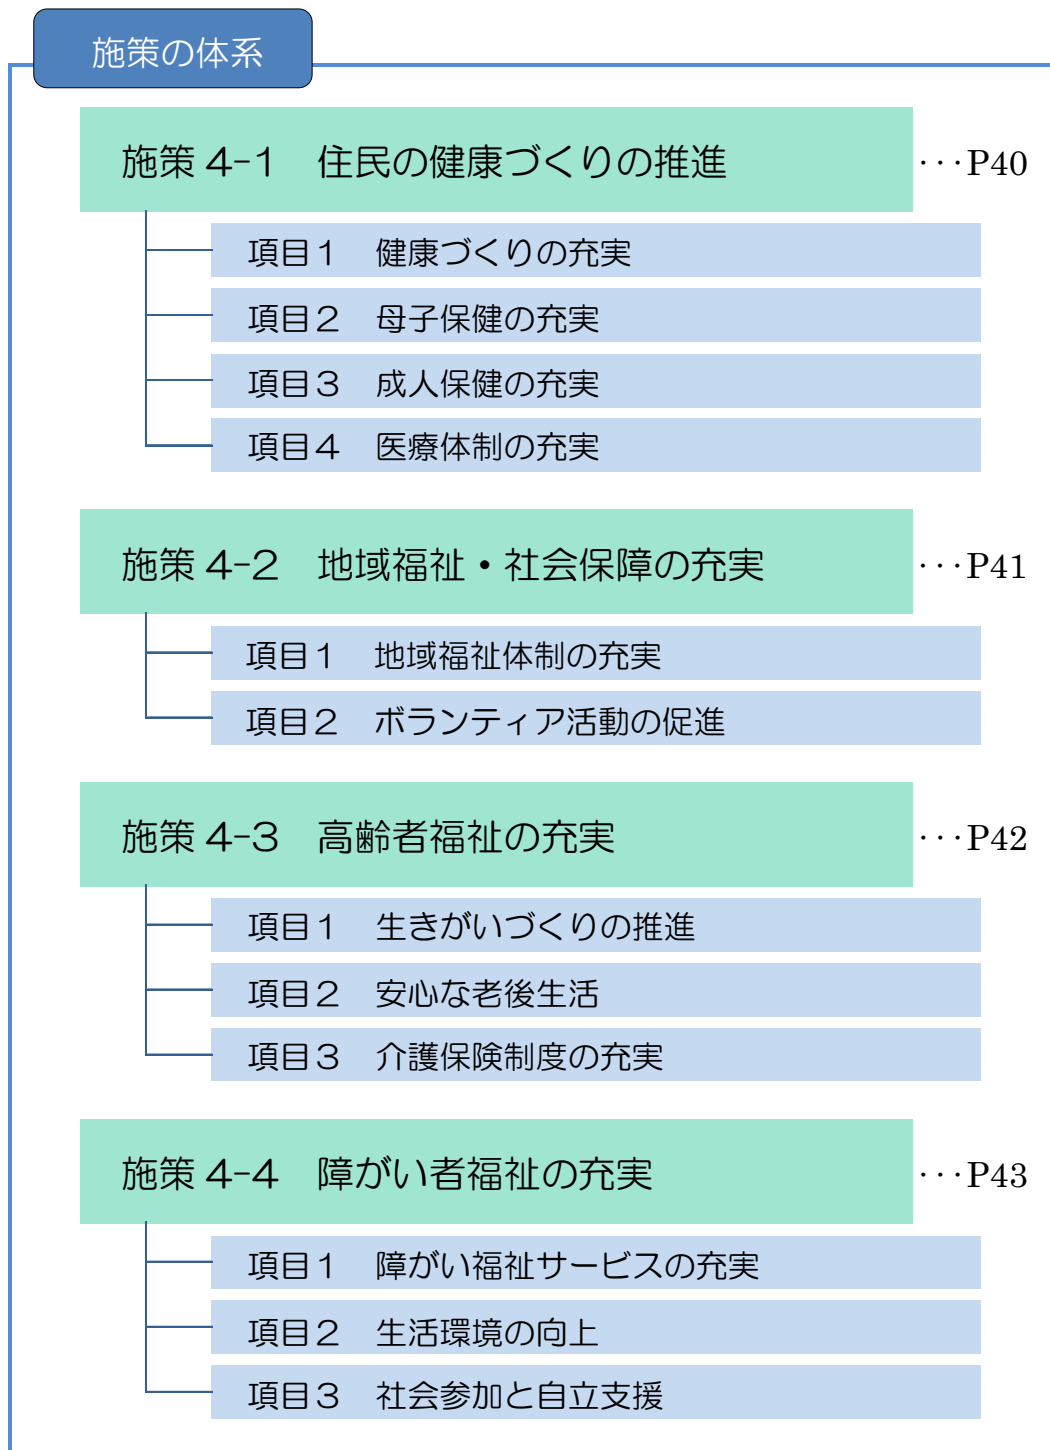 施策の体系
施策 4-1　住民の健康づくりの推進　···P40
項目１　健康づくりの充実
項目２　母子保健の充実
項目３　成人保健の充実
項目４　医療体制の充実
施策 4-2　地域福祉・社会保障の充実　···P41
項目１　地域福祉体制の充実
項目２　ボランティア活動の促進
施策 4-3　高齢者福祉の充実　···P42
項目１　生きがいづくりの推進
項目２　安心な老後生活
項目３　介護保険制度の充実
施策 4-4　障がい者福祉の充実　···P43
項目１　障がい福祉サービスの充実
項目２　生活環境の向上
項目３　社会参加と自立支援